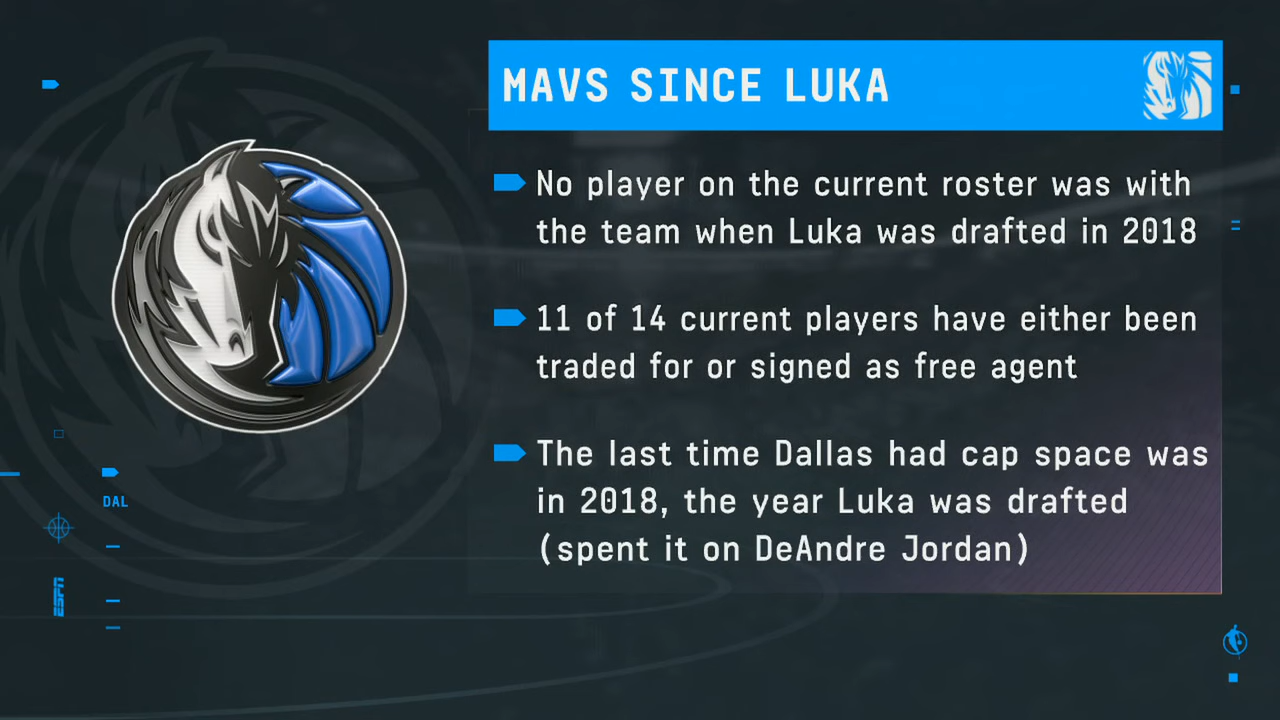 MAVS SINCE LUKA
No player on the current roster was with
the team when Luka was drafted in 2018
11 of 14 current players have either been
traded for or signed as free agent
The last time Dallas had cap space was
in 2018, the year Luka was drafted
(spent it on DeAndre Jordan)
DAL
ESPN